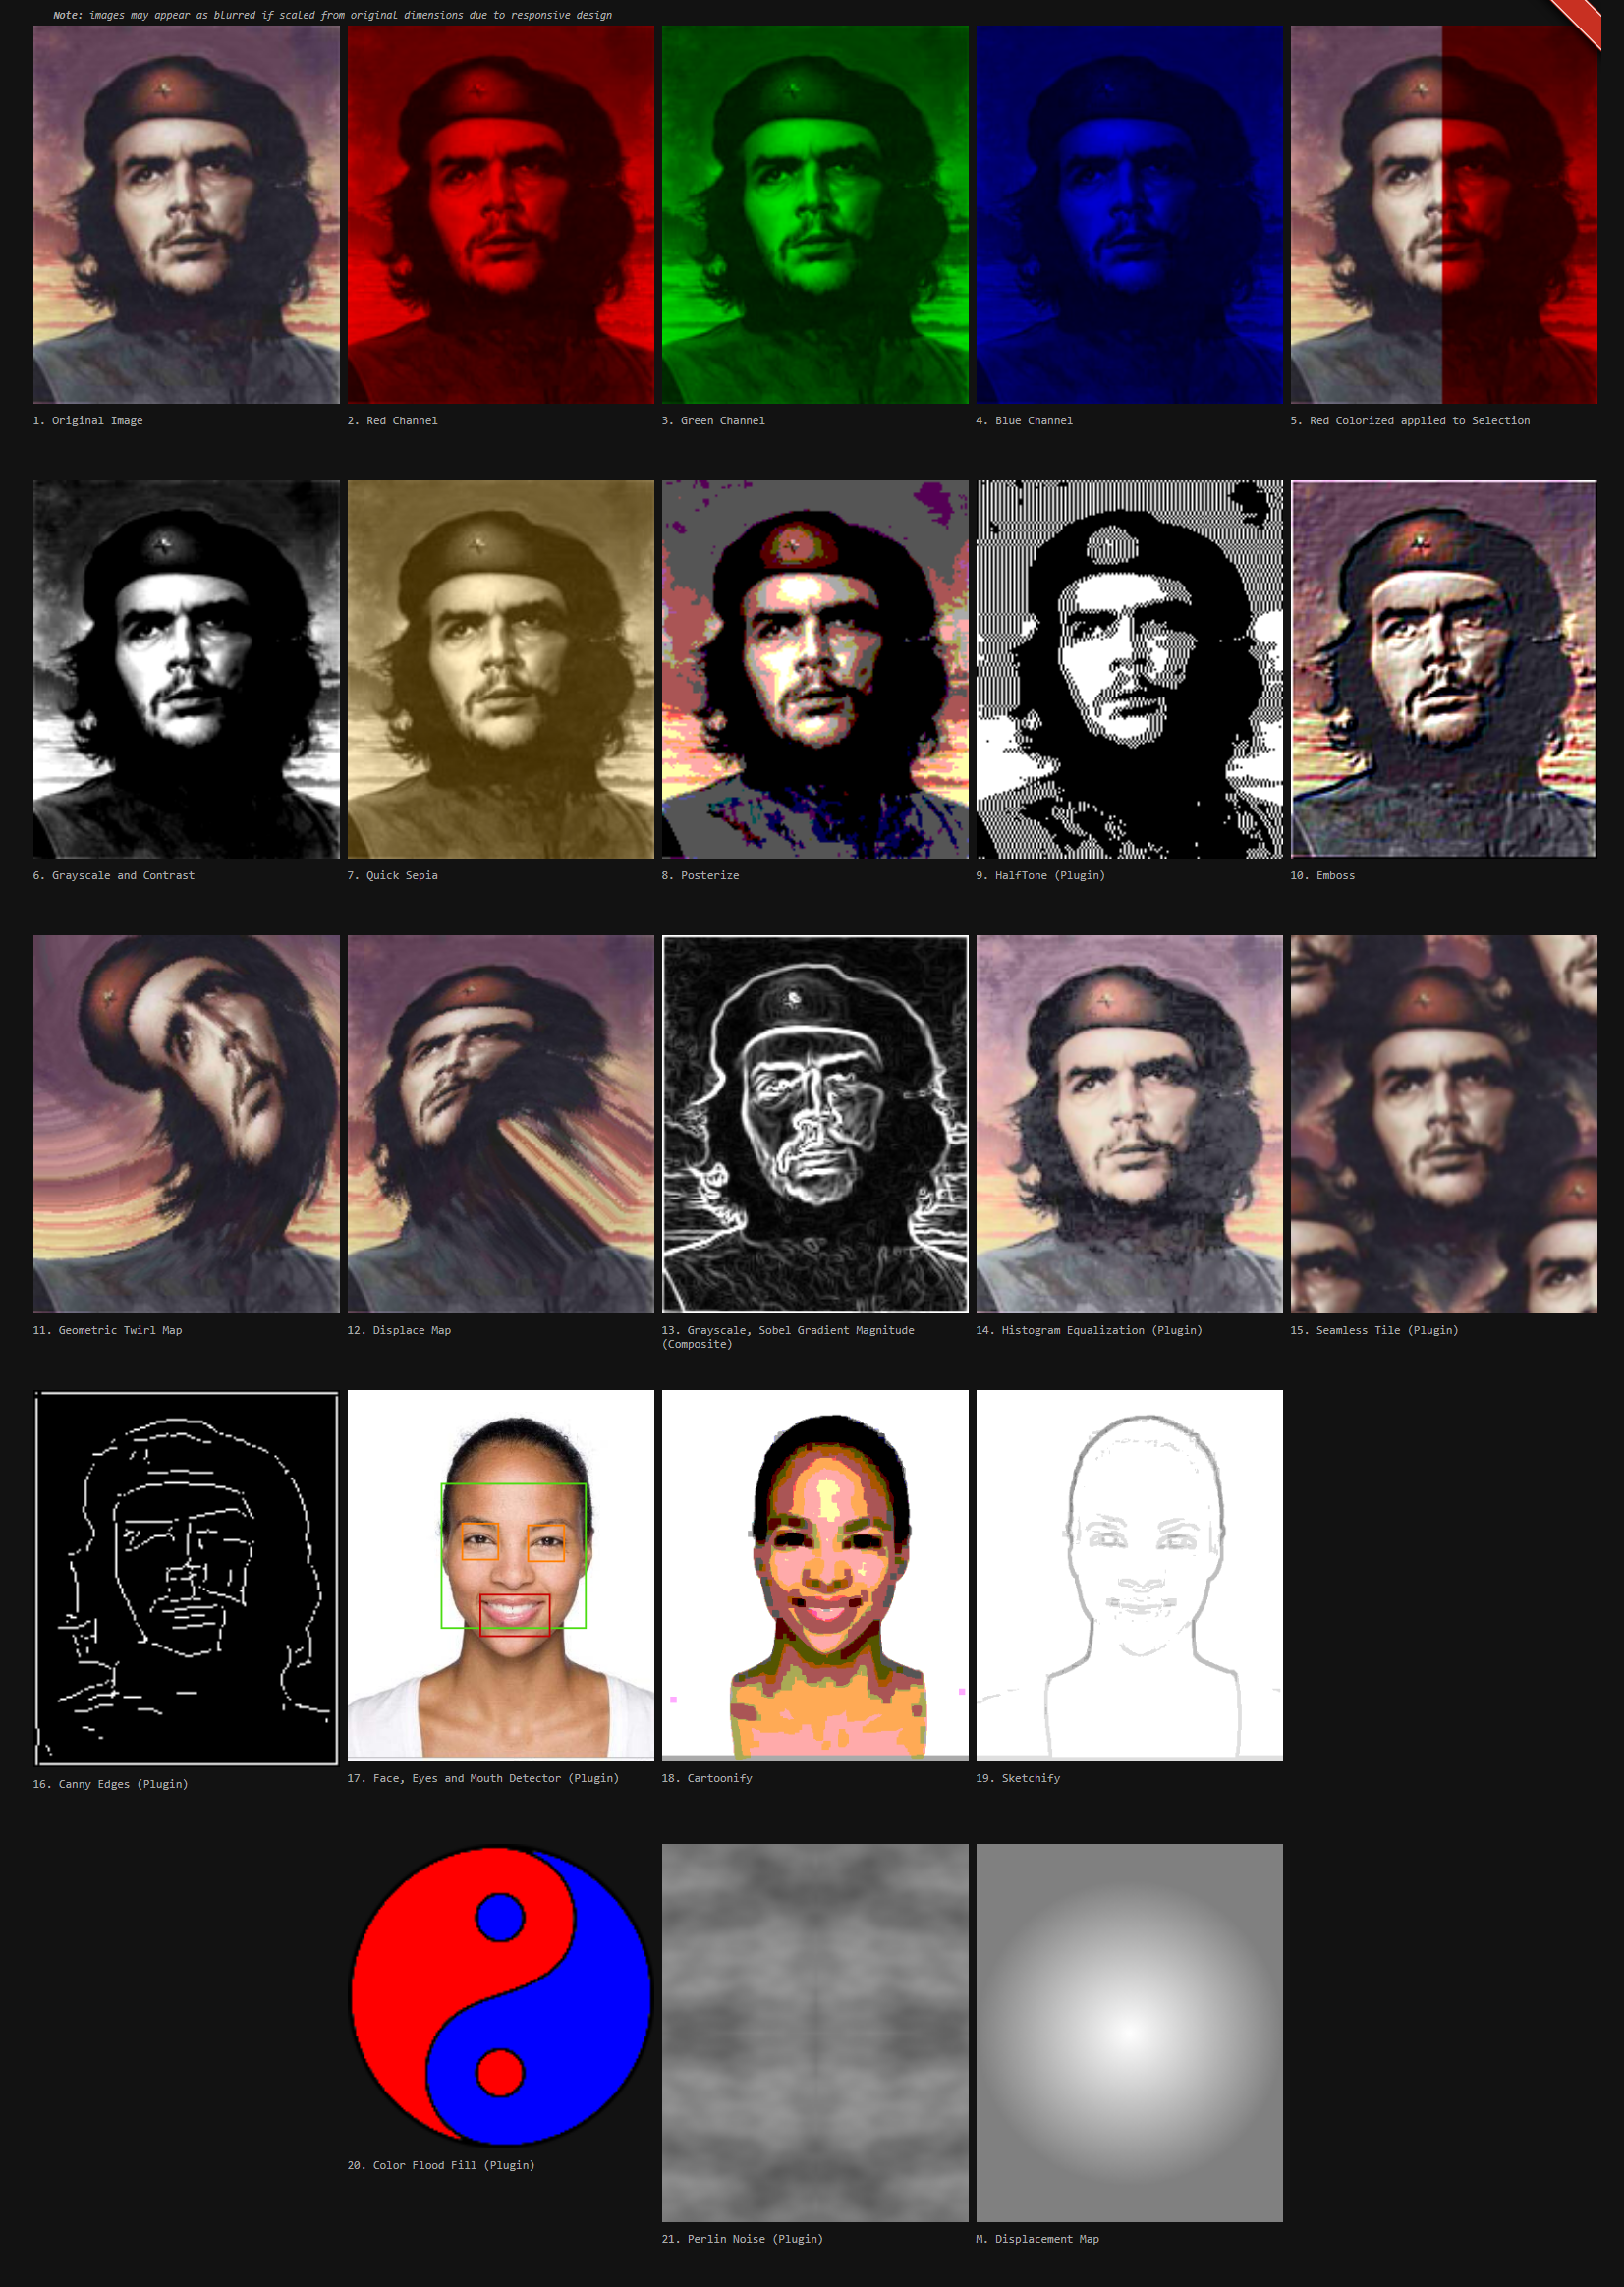 Note: images may appear as blurred if scaled from original dimensions due to responsive design
1. Original Image
2. Red Channel
3. Green Channel
4. Blue Channel
5. Red Colorized applied to Selection
6. Grayscale and Contrast
7. Quick Sepia
8. Posterize
9. HalfTone (Plugin)
10. Emboss
11. Geometric Twirl Map
12. Displace Map
13. Grayscale, Sobel Gradient Magnitude
(Composite)
14. Histogram Equalization (Plugin)
15. Seamless Tile (Plugin)
16. Canny Edges (Plugin)
17. Face, Eyes and Mouth Detector (Plugin)
18. Cartoonify
19. Sketchify
20. Color Flood Fill (Plugin)
21. Perlin Noise (Plugin)
M. Displacement Map